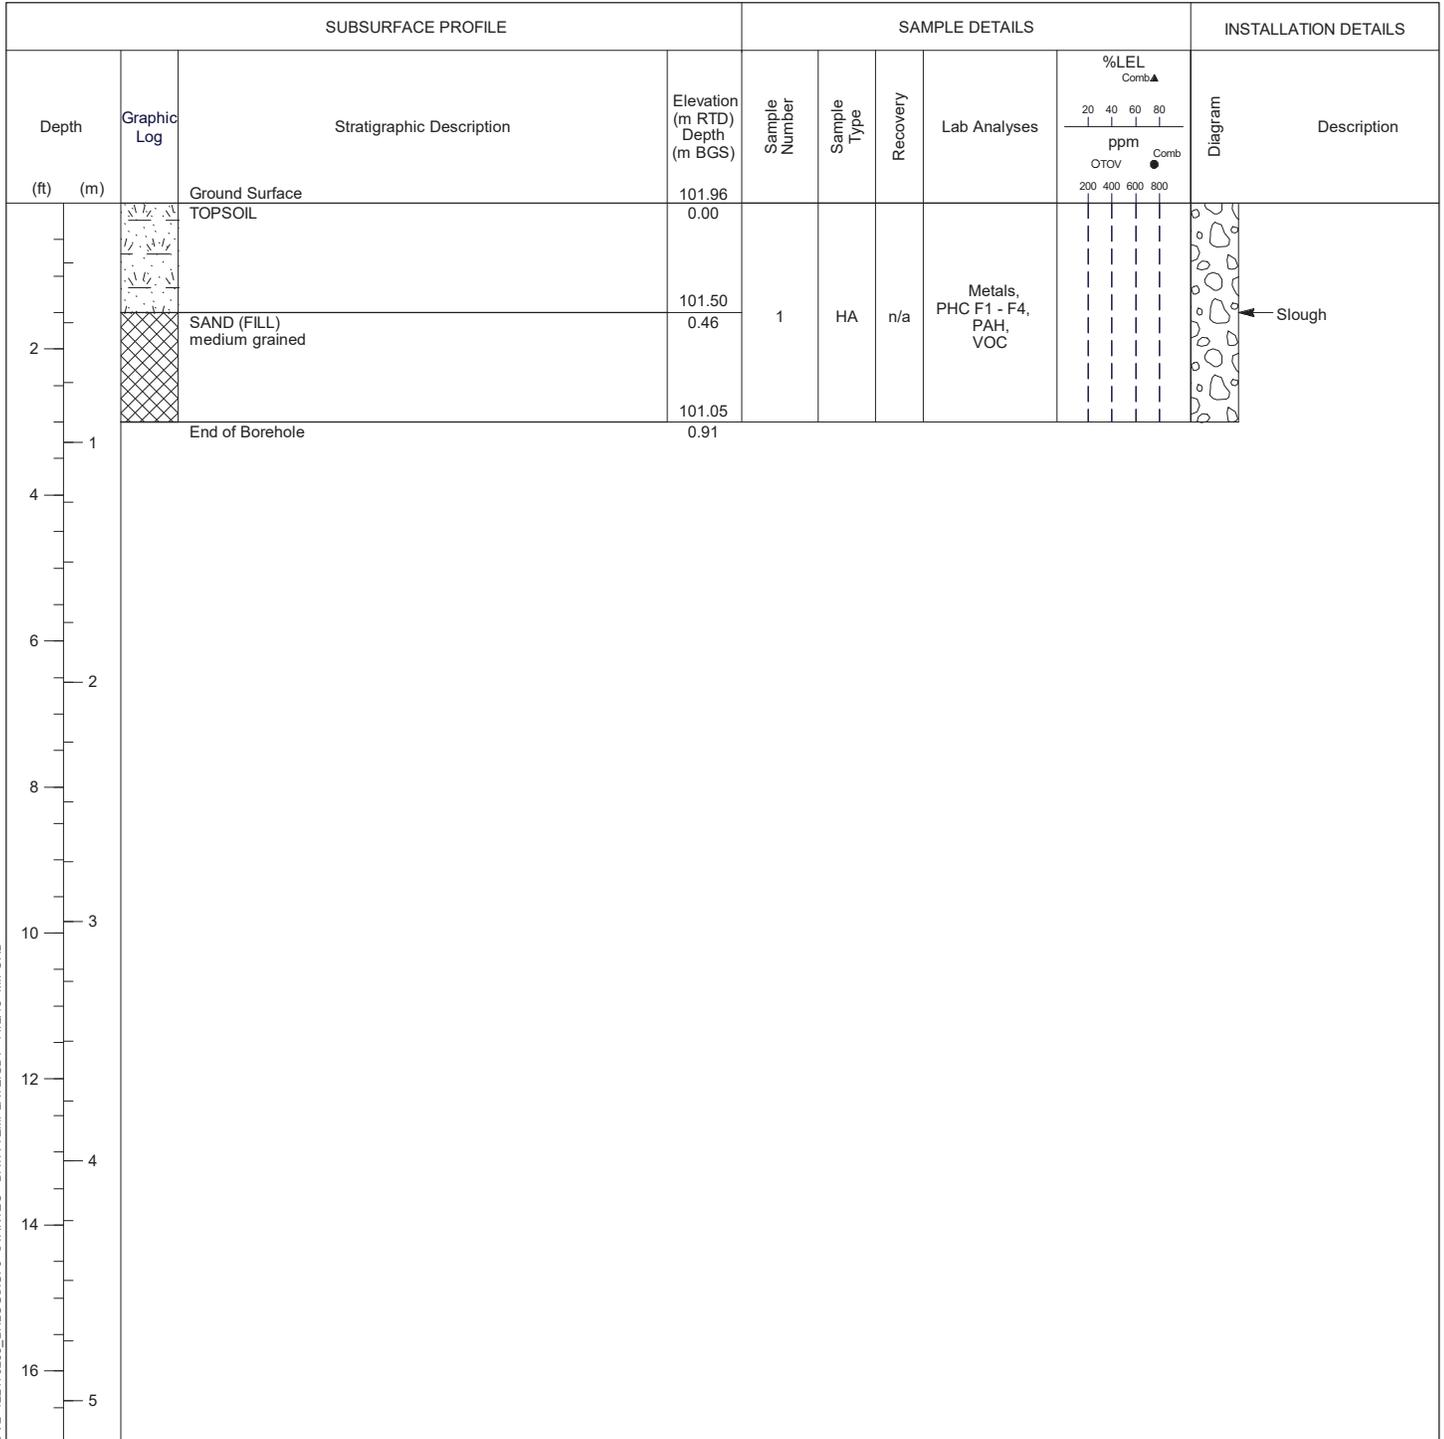 SUBSURFACE PROFILE
SAMPLE DETAILS
INSTALLATION DETAILS
Depth
(ft) (m)
Graphic
Log
Stratigraphic Description
Elevation
(m RTD)
Depth
(m BGS)
Sample
Number
Sample
Type
Recovery
Lab Analyses
%LEL
Comb▲
20 40 60 80
ppm
OTOV
Comb
●
200 400 600 800
Diagram
Description
Ground Surface
101.96
TOPSOIL
0.00
101.50
SAND (FILL)
0.46
medium grained
101.05
End of Borehole
0.91
1
HA
n/a
Metals,
PHC F1 - F4,
PAH,
VOC
Slough
2
1
4
6
2
8
3
10
12
4
14
16
5